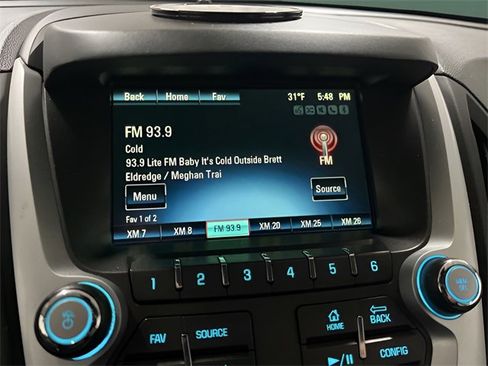 Back Home Fav 31°F 5:48 PM
FM 93.9
Cold
93.9 Lite FM Baby It's Cold Outside Brett
Eldredge / Meghan Trai
FM
Menu Source
Fav 1 of 2
XM 7 XM 8 FM 93.9 XM 20 XM 25 XM 26
1 2 3 4 5 6
FAV SOURCE HOME BACK
CONFIG